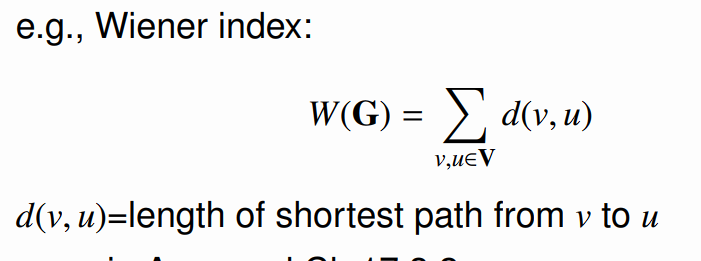 e.g., Wiener index:
W(G) = ∑ d(v, u)
v,u∈V
d(v, u)=length of shortest path from v to u